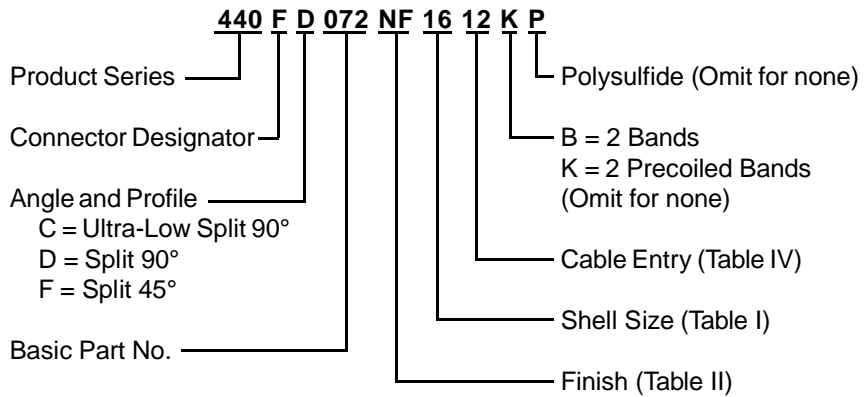 440 F D 072 NF 16 12 K P
Product Series
Connector Designator
Angle and Profile
C = Ultra-Low Split 90°
D = Split 90°
F = Split 45°
Basic Part No.
Polysulfide (Omit for none)
B = 2 Bands
K = 2 Precoiled Bands
(Omit for none)
Cable Entry (Table IV)
Shell Size (Table I)
Finish (Table II)